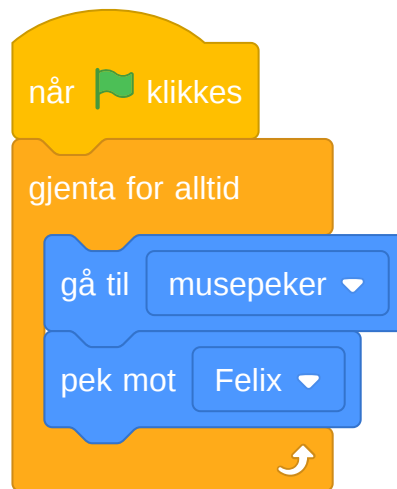 når klikkes
gjenta for alltid
gå til musepeker
pek mot Felix